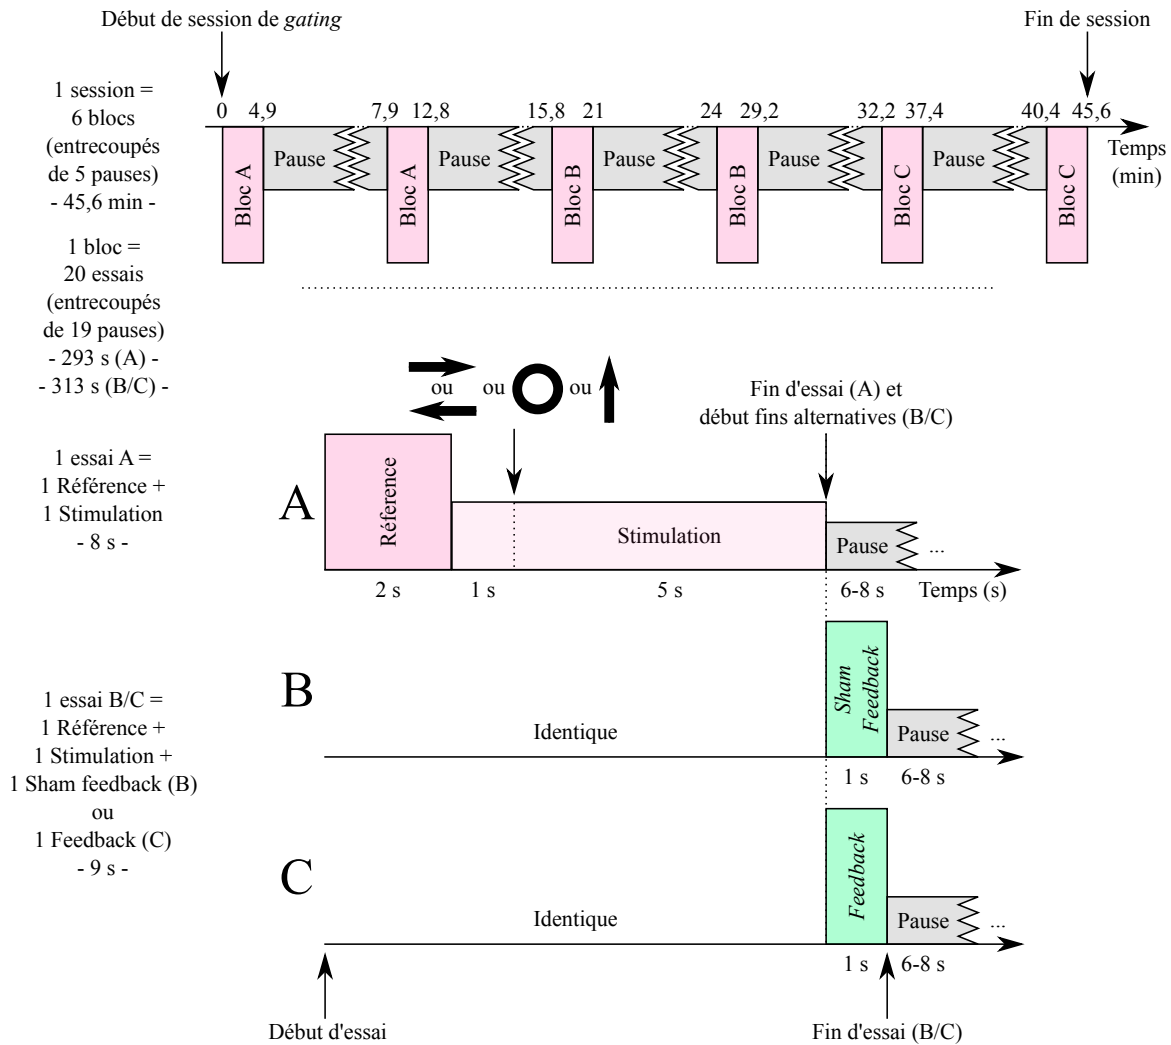 Début de session de gating
Fin de session
1 session =
6 blocs
(entrecoupés
de 5 pauses)
- 45,6 min -
0 4,9 7,9 12,8 15,8 21 24 29,2 32,2 37,4 40,4 45,6
Bloc A Pause Bloc A Pause Bloc B Pause Bloc B Pause Bloc C Pause Bloc C
Temps
(min)
1 bloc =
20 essais
(entrecoupés
de 19 pauses)
- 293 s (A) -
- 313 s (B/C) -
ou ou ou
Fin d'essai (A) et
début fins alternatives (B/C)
1 essai A =
1 Référence +
1 Stimulation
- 8 s -
A
Réference
Stimulation
Pause ...
2 s 1 s 5 s 6-8 s Temps (s)
1 essai B/C =
1 Référence +
1 Stimulation +
1 Sham feedback (B)
ou
1 Feedback (C)
- 9 s -
B
Identique
Sham
Feedback
Pause ...
1 s 6-8 s
C
Identique
Feedback
Pause ...
1 s 6-8 s
Début d'essai
Fin d'essai (B/C)